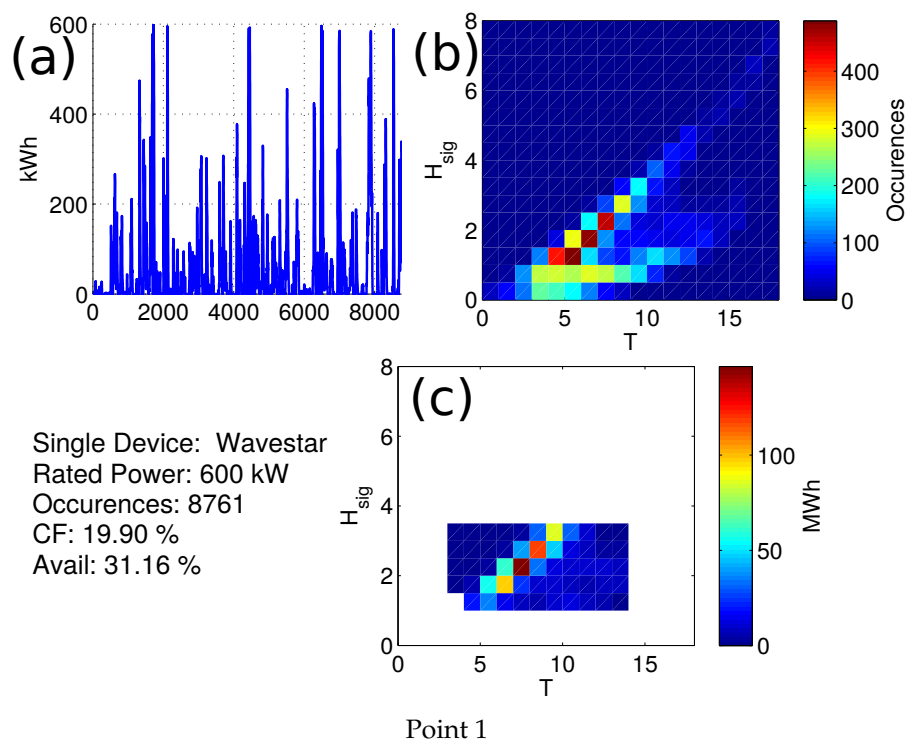 (a)
kWh
600
400
200
0
0 2000 4000 6000 8000
(b)
H_sig
8
6
4
2
0
0 5 10 15
T
400
300
200
100
0
Occurences
Single Device: Wavestar
Rated Power: 600 kW
Occurences: 8761
CF: 19.90 %
Avail: 31.16 %
(c)
H_sig
8
6
4
2
0
0 5 10 15
T
100
50
0
MWh
Point 1